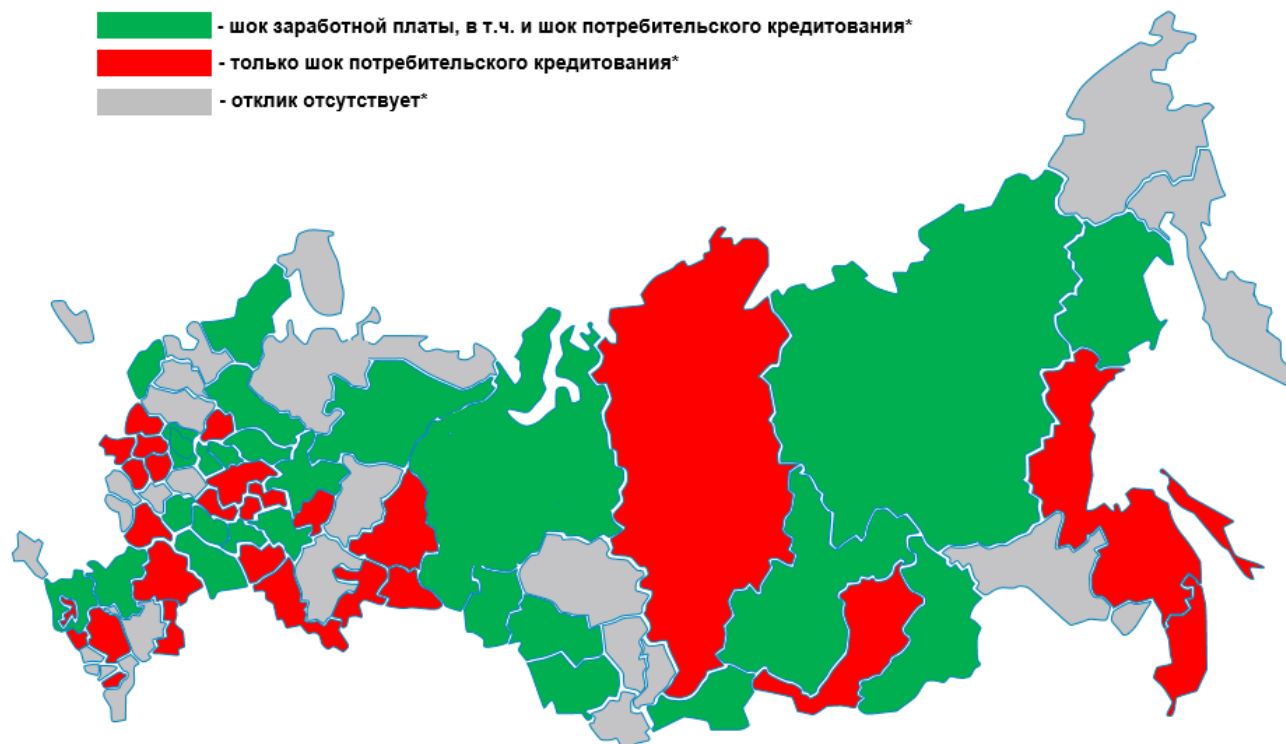 - шок заработной платы, в т.ч. и шок потребительского кредитования*
- только шок потребительского кредитования*
- отклик отсутствует*